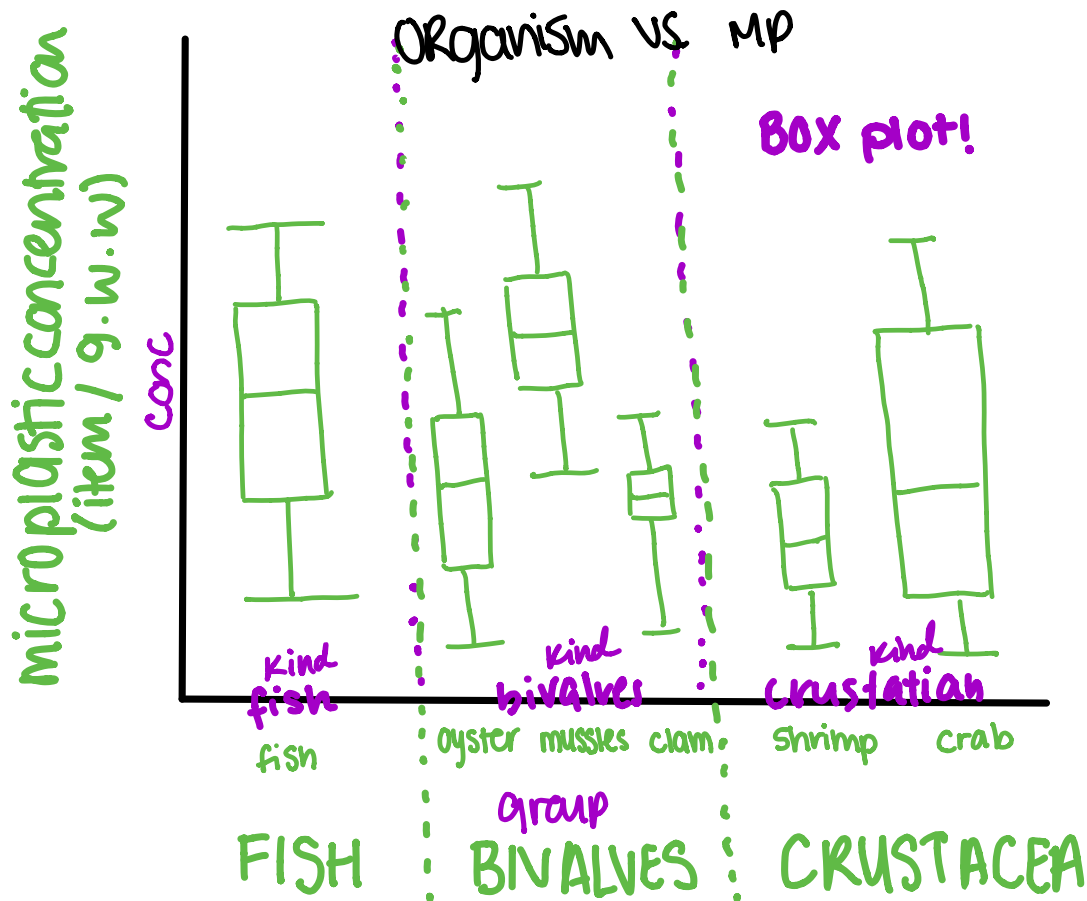 ORganism VS MP
BOX plot!
microplastic concentration
(item / g.w.w)
conc
kind
fish
kind
bivalves
kind
crustatian
fish
oyster mussles clam
shrimp crab
group
FISH
BIVALVES
CRUSTACEA